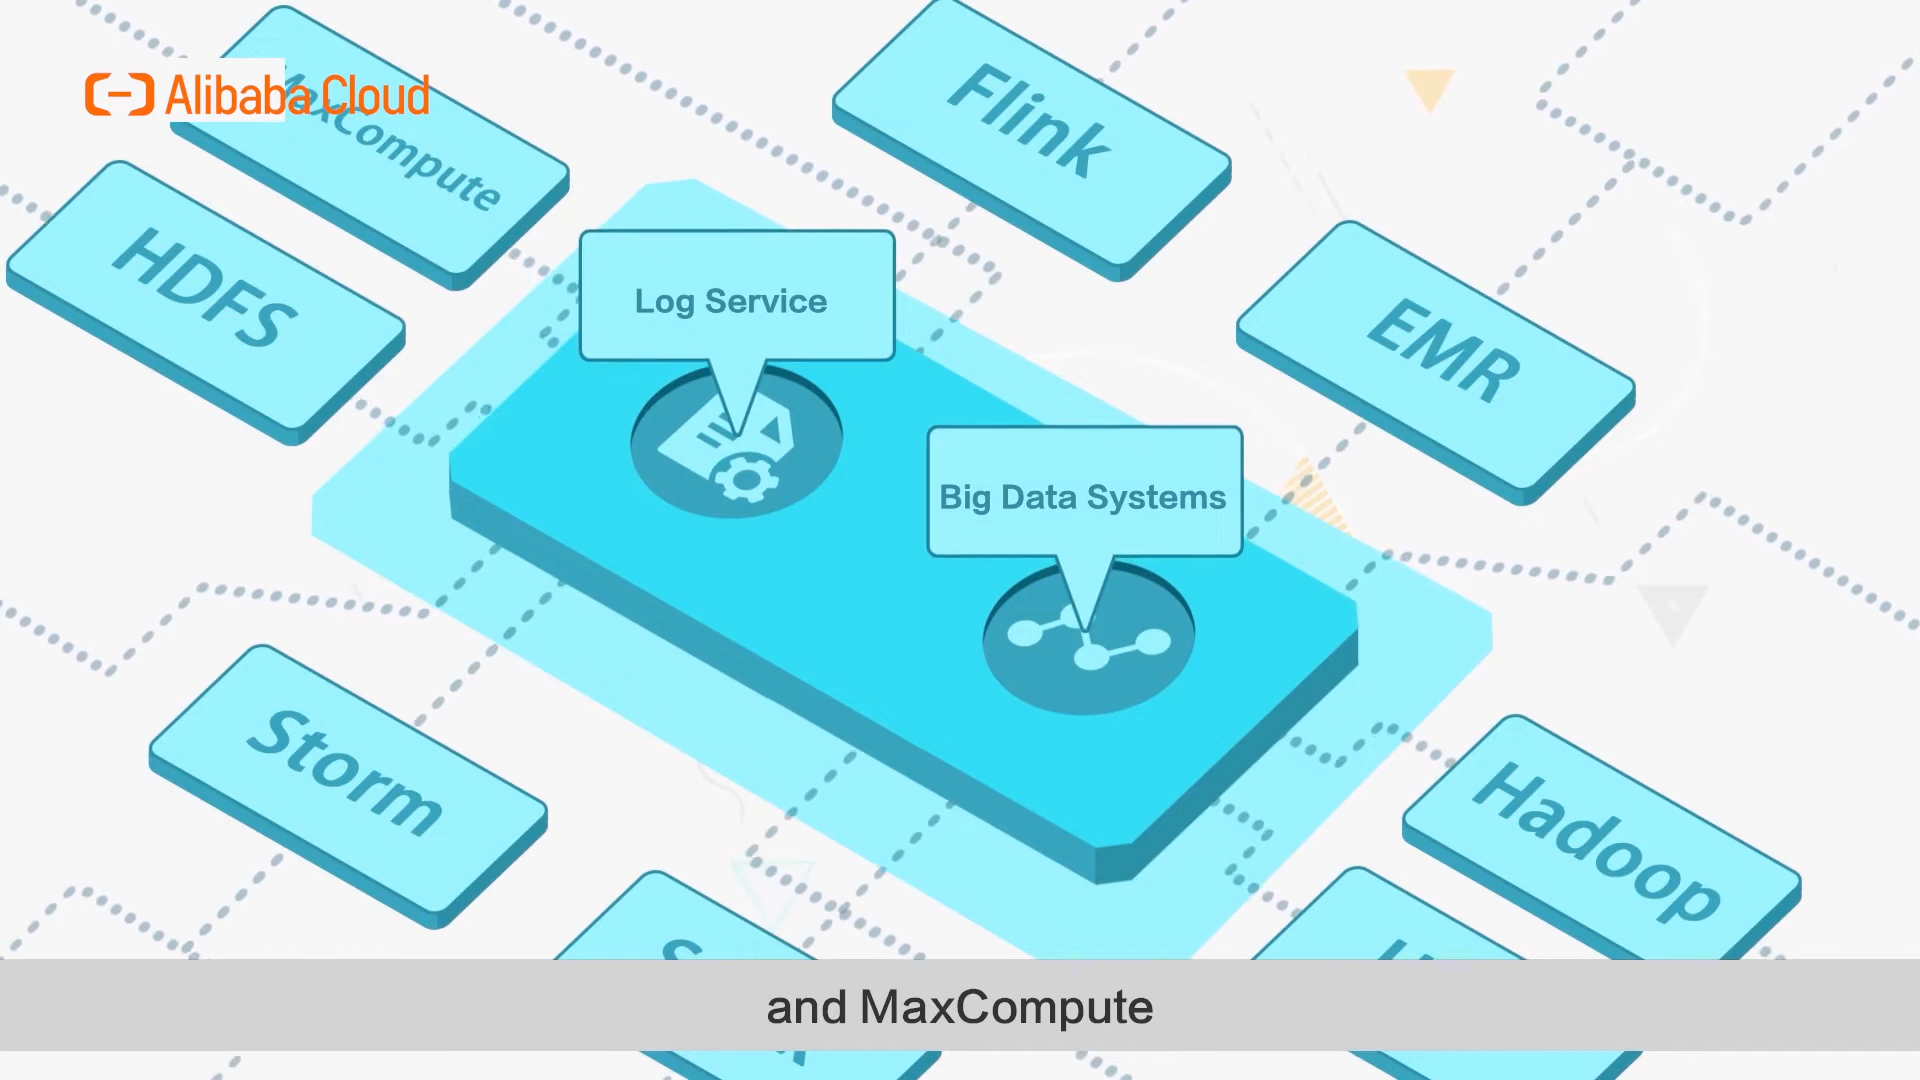 Alibaba Cloud
MaxCompute
Flink
HDFS
Log Service
EMR
Big Data Systems
Storm
Hadoop
and MaxCompute